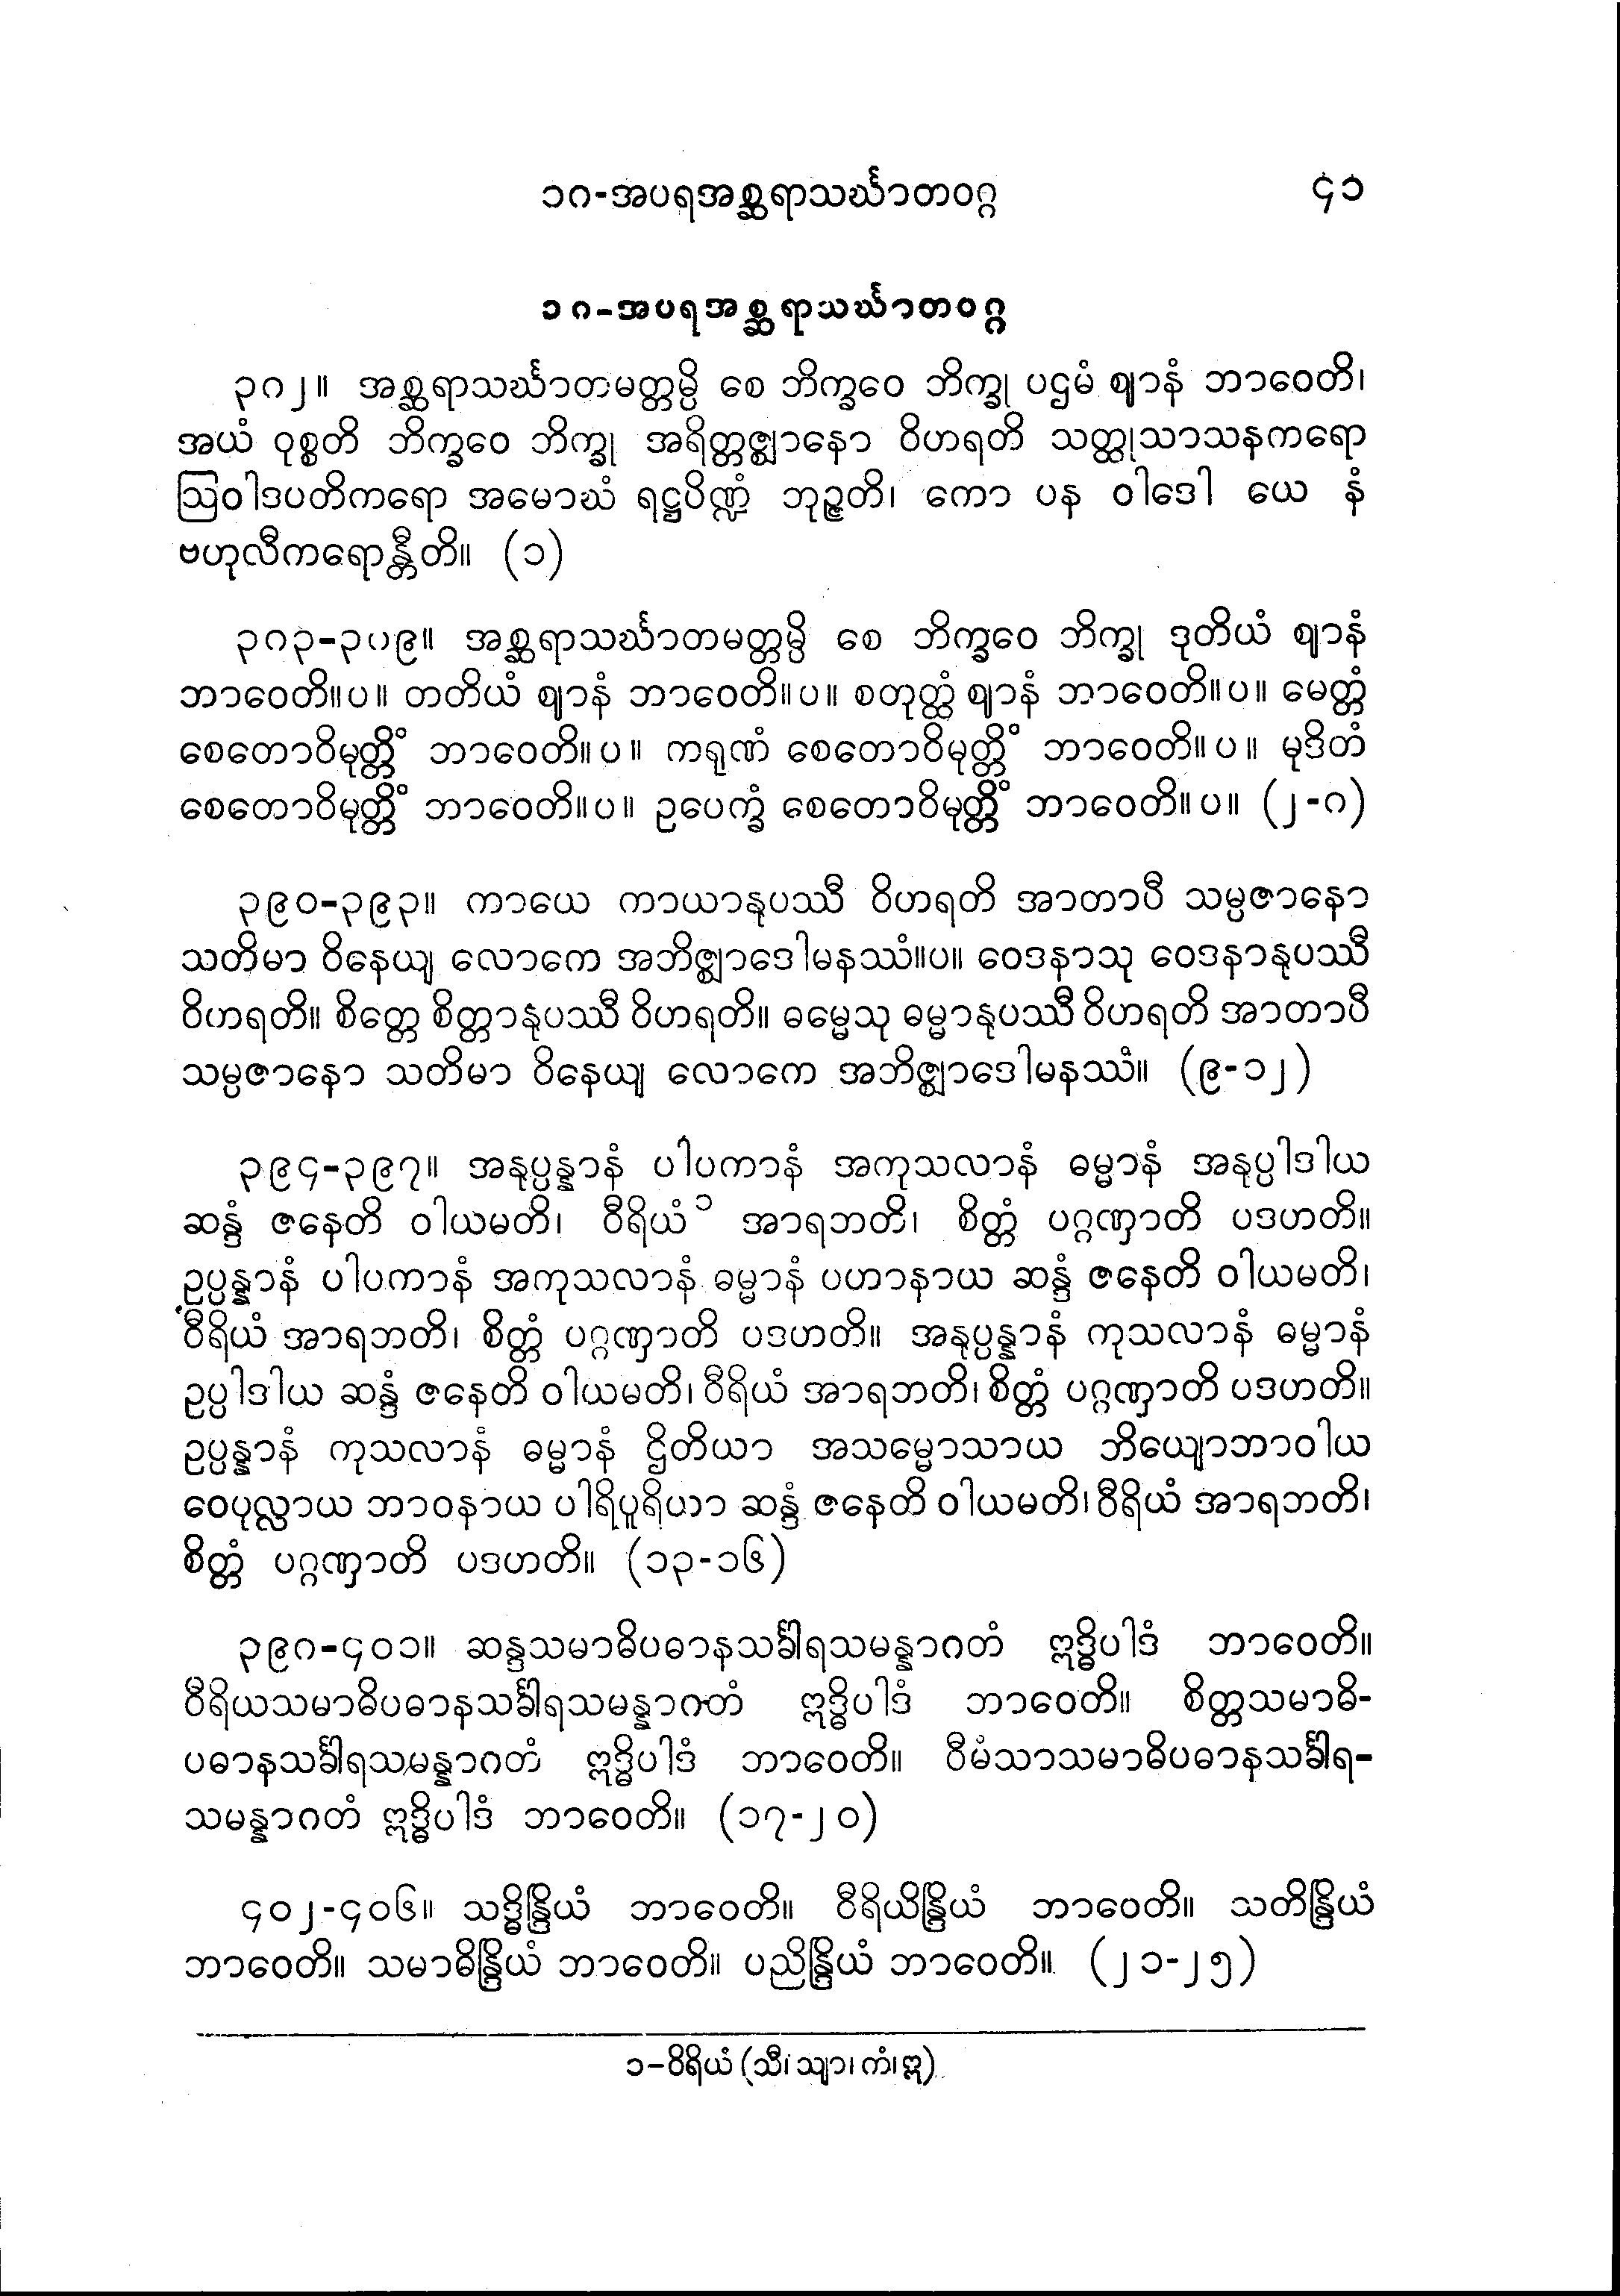 ၁၈-အပရအစ္ဆရာသင်္ဃာတဝဂ္ဂ ၄၁
၁၈-အပရအစ္ဆရာသင်္ဃာတဝဂ္ဂ
၃၈၂။ အစ္ဆရာသင်္ဃာတမတ္တမ္ပိ စေ ဘိက္ခဝေ ဘိက္ခု ပဌမံ ဈာနံ ဘာဝေတိ၊
အယံ ဝုစ္စတိ ဘိက္ခဝေ ဘိက္ခု အရိတ္တဇ္ဈာနော ဝိဟရတိ သတ္ထုသာသနကရော
ဩဝါဒပတိကရော အမောဃံ ရဋ္ဌပိဏ္ဍံ ဘုဉ္ဇတိ၊ ကော ပန ဝါဒေါ ယေ နံ
ဗဟုလီကရောန္တီတိ။ (၁)
၃၈၃-၃၈၉။ အစ္ဆရာသင်္ဃာတမတ္တမ္ပိ စေ ဘိက္ခဝေ ဘိက္ခု ဒုတိယံ ဈာနံ
ဘာဝေတိ။ပ။ တတိယံ ဈာနံ ဘာဝေတိ။ပ။ စတုတ္ထံ ဈာနံ ဘာဝေတိ။ပ။ မေတ္တံ
စေတောဝိမုတ္တိံ ဘာဝေတိ။ပ။ ကရုဏံ စေတောဝိမုတ္တိံ ဘာဝေတိ။ပ။ မုဒိတံ
စေတောဝိမုတ္တိံ ဘာဝေတိ။ပ။ ဥပေက္ခံ စေတောဝိမုတ္တိံ ဘာဝေတိ။ပ။ (၂-၈)
၃၉၀-၃၉၃။ ကာယေ ကာယာနုပဿီ ဝိဟရတိ အာတာပီ သမ္ပဇာနော
သတိမာ ဝိနေယျ လောကေ အဘိဇ္ဈာဒေါမနဿံ။ပ။ ဝေဒနာသု ဝေဒနာနုပဿီ
ဝိဟရတိ။ စိတ္တေ စိတ္တာနုပဿီ ဝိဟရတိ။ ဓမ္မေသု ဓမ္မာနုပဿီ ဝိဟရတိ အာတာပီ
သမ္ပဇာနော သတိမာ ဝိနေယျ လောကေ အဘိဇ္ဈာဒေါမနဿံ။ (၉-၁၂)
၃၉၄-၃၉၇။ အနုပ္ပန္နာနံ ပါပကာနံ အကုသလာနံ ဓမ္မာနံ အနုပ္ပါဒါယ
ဆန္ဒံ ဇနေတိ ဝါယမတိ၊ ဝီရိယံ ၁ အာရဘတိ၊ စိတ္တံ ပဂ္ဂဏှာတိ ပဒဟတိ။
ဥပ္ပန္နာနံ ပါပကာနံ အကုသလာနံ ဓမ္မာနံ ပဟာနာယ ဆန္ဒံ ဇနေတိ ဝါယမတိ၊
ဝီရိယံ အာရဘတိ၊ စိတ္တံ ပဂ္ဂဏှာတိ ပဒဟတိ။ အနုပ္ပန္နာနံ ကုသလာနံ ဓမ္မာနံ
ဥပ္ပါဒါယ ဆန္ဒံ ဇနေတိ ဝါယမတိ၊ ဝီရိယံ အာရဘတိ၊ စိတ္တံ ပဂ္ဂဏှာတိ ပဒဟတိ။
ဥပ္ပန္နာနံ ကုသလာနံ ဓမ္မာနံ ဌိတိယာ အသမ္မောသာယ ဘိယျောဘာဝါယ
ဝေပုလ္လာယ ဘာဝနာယ ပါရိပူရိယာ ဆန္ဒံ ဇနေတိ ဝါယမတိ၊ ဝီရိယံ အာရဘတိ၊
စိတ္တံ ပဂ္ဂဏှာတိ ပဒဟတိ။ (၁၃-၁၆)
၃၉၈-၄၀၁။ ဆန္ဒသမာဓိပဓာနသင်္ခါရသမန္နာဂတံ ဣဒ္ဓိပါဒံ ဘာဝေတိ။
ဝီရိယသမာဓိပဓာနသင်္ခါရသမန္နာဂတံ ဣဒ္ဓိပါဒံ ဘာဝေတိ။ စိတ္တသမာဓိ-
ပဓာနသင်္ခါရသမန္နာဂတံ ဣဒ္ဓိပါဒံ ဘာဝေတိ။ ဝီမံသာသမာဓိပဓာနသင်္ခါရ-
သမန္နာဂတံ ဣဒ္ဓိပါဒံ ဘာဝေတိ။ (၁၇-၂၀)
၄၀၂-၄၀၆။ သဒ္ဓိန္ဒြိယံ ဘာဝေတိ။ ဝီရိယိန္ဒြိယံ ဘာဝေတိ။ သတိန္ဒြိယံ
ဘာဝေတိ။ သမာဓိန္ဒြိယံ ဘာဝေတိ။ ပညိန္ဒြိယံ ဘာဝေတိ။ (၂၁-၂၅)
၁-ဝိရိယံ (သီ၊ သျာ၊ ကံ၊ ဣ)